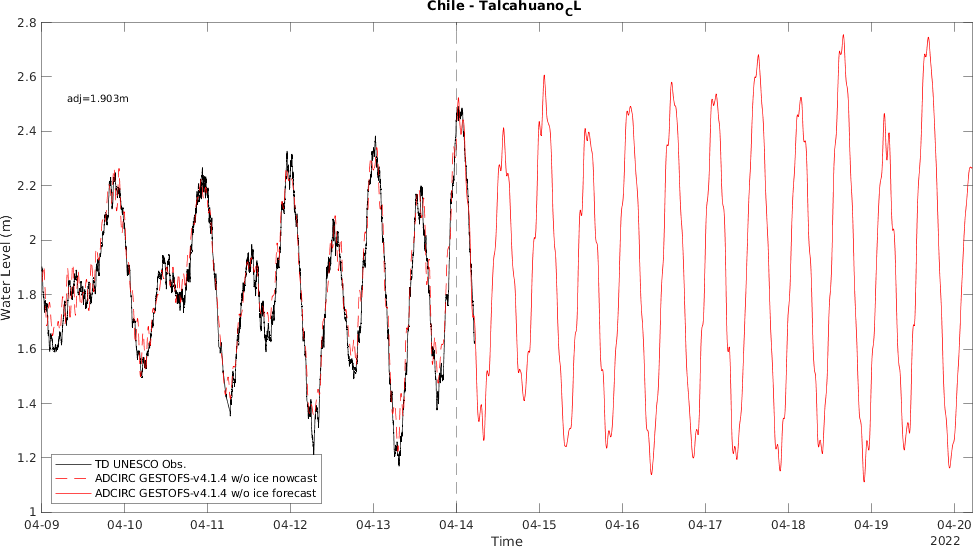 Chile - Talcahuano_CL
2.8
2.6
2.4
2.2
2
1.8
1.6
1.4
1.2
1
Water Level (m)
adj=1.903m
TD UNESCO Obs.
ADCIRC GESTOFS-v4.1.4 w/o ice nowcast
ADCIRC GESTOFS-v4.1.4 w/o ice forecast
04-09 04-10 04-11 04-12 04-13 04-14 04-15 04-16 04-17 04-18 04-19 04-20
Time
2022